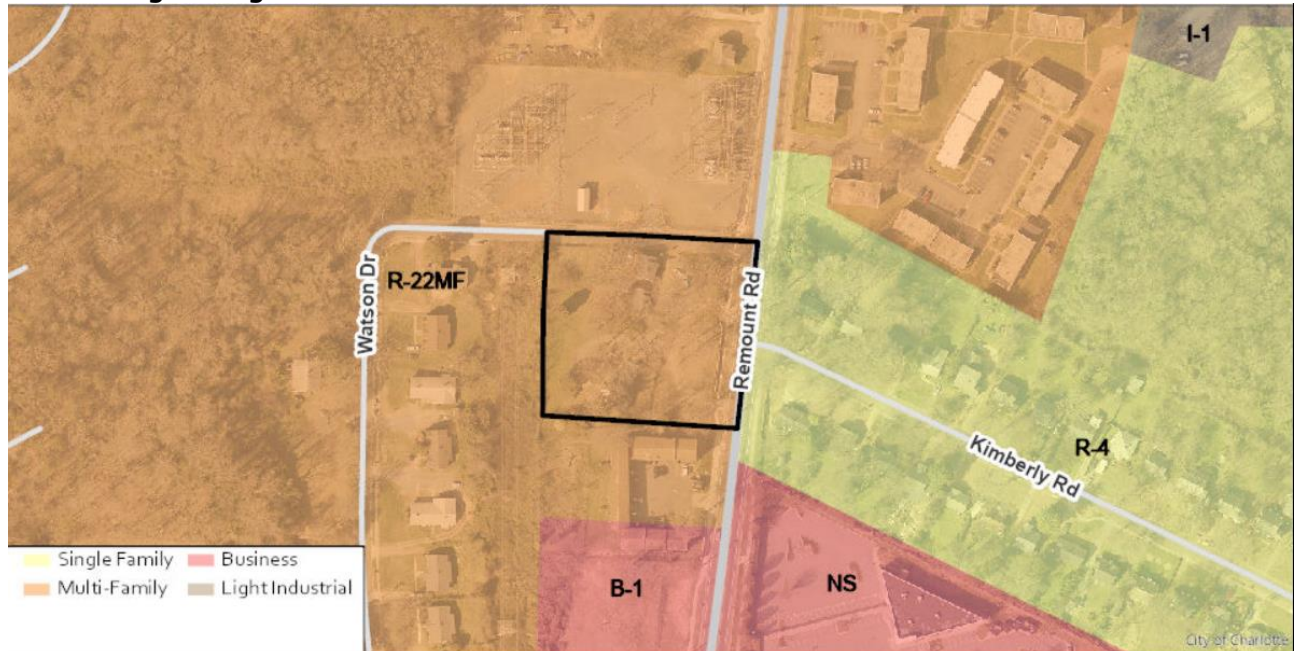 I-1
Watson Dr
R-22MF
Remount Rd
Kimberly Rd
R-4
Single Family
Business
Multi-Family
Light Industrial
B-1
NS
City of Charlotte